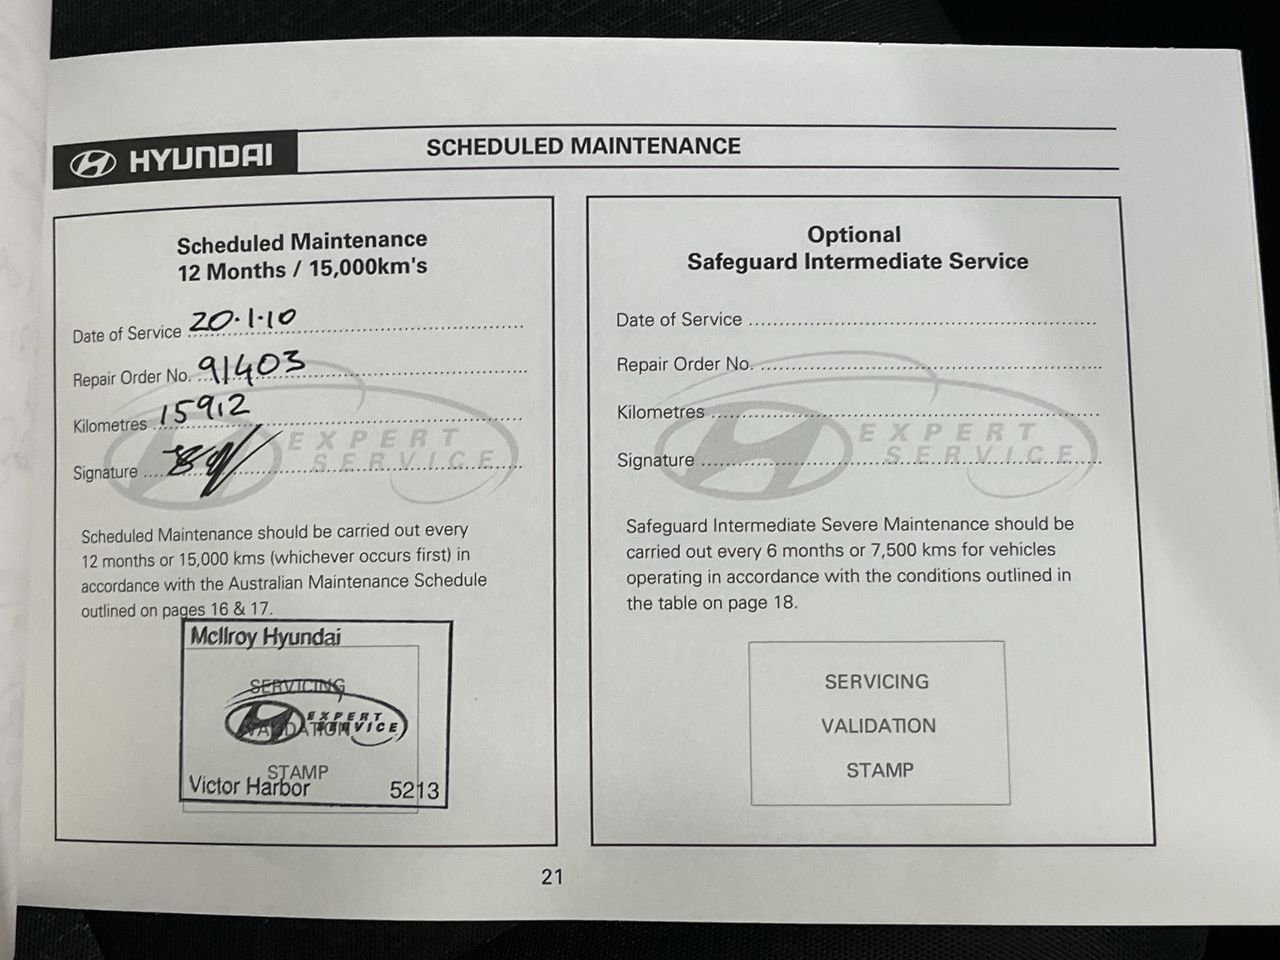 HYUNDAI
SCHEDULED MAINTENANCE
Scheduled Maintenance
12 Months / 15,000km's
Date of Service 20.1.10
Repair Order No. 91403
Kilometres 15912
Signature
EXPERT
SERVICE
Scheduled Maintenance should be carried out every
12 months or 15,000 kms (whichever occurs first) in
accordance with the Australian Maintenance Schedule
outlined on pages 16 & 17.
McIlroy Hyundai
SERVICING
EXPERT
SERVICE
VALIDATION
STAMP
Victor Harbor 5213
Optional
Safeguard Intermediate Service
Date of Service
Repair Order No.
Kilometres
Signature
EXPERT
SERVICE
Safeguard Intermediate Severe Maintenance should be
carried out every 6 months or 7,500 kms for vehicles
operating in accordance with the conditions outlined in
the table on page 18.
SERVICING
VALIDATION
STAMP
21